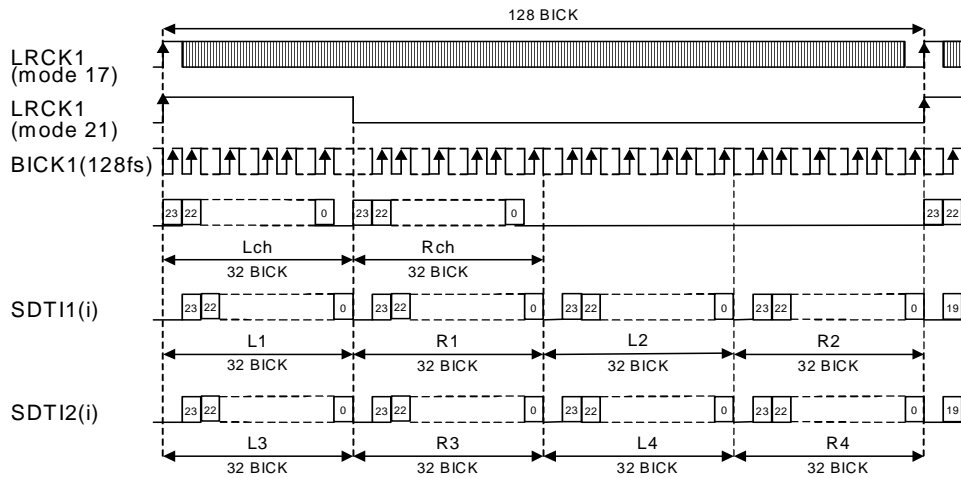 128 BICK
LRCK1
(mode 17)
LRCK1
(mode 21)
BICK1(128fs)
23 22 0 23 22 0 23 22
Lch Rch
32 BICK 32 BICK
SDTI1(i) 23 22 0 23 22 0 23 22 0 23 22 0 19
L1 R1 L2 R2
32 BICK 32 BICK 32 BICK 32 BICK
SDTI2(i) 23 22 0 23 22 0 23 22 0 23 22 0 19
L3 R3 L4 R4
32 BICK 32 BICK 32 BICK 32 BICK